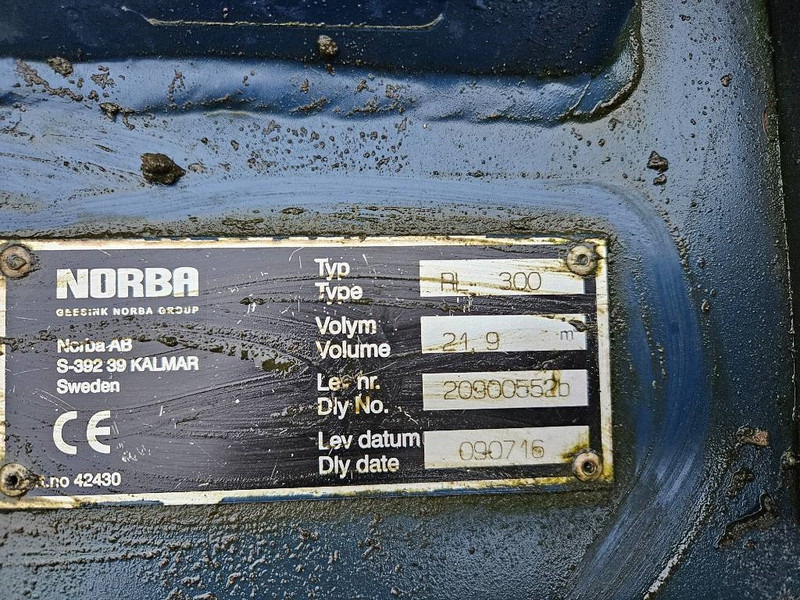 NORBA
GEESINK NORBA GROUP
Norba AB
S-392 39 KALMAR
Sweden
CE
no 42430
Typ
Type
RL 300
Volym
Volume
21.9 m
Lev nr.
Dly No.
2090055
Lev datum
Dly date
090716